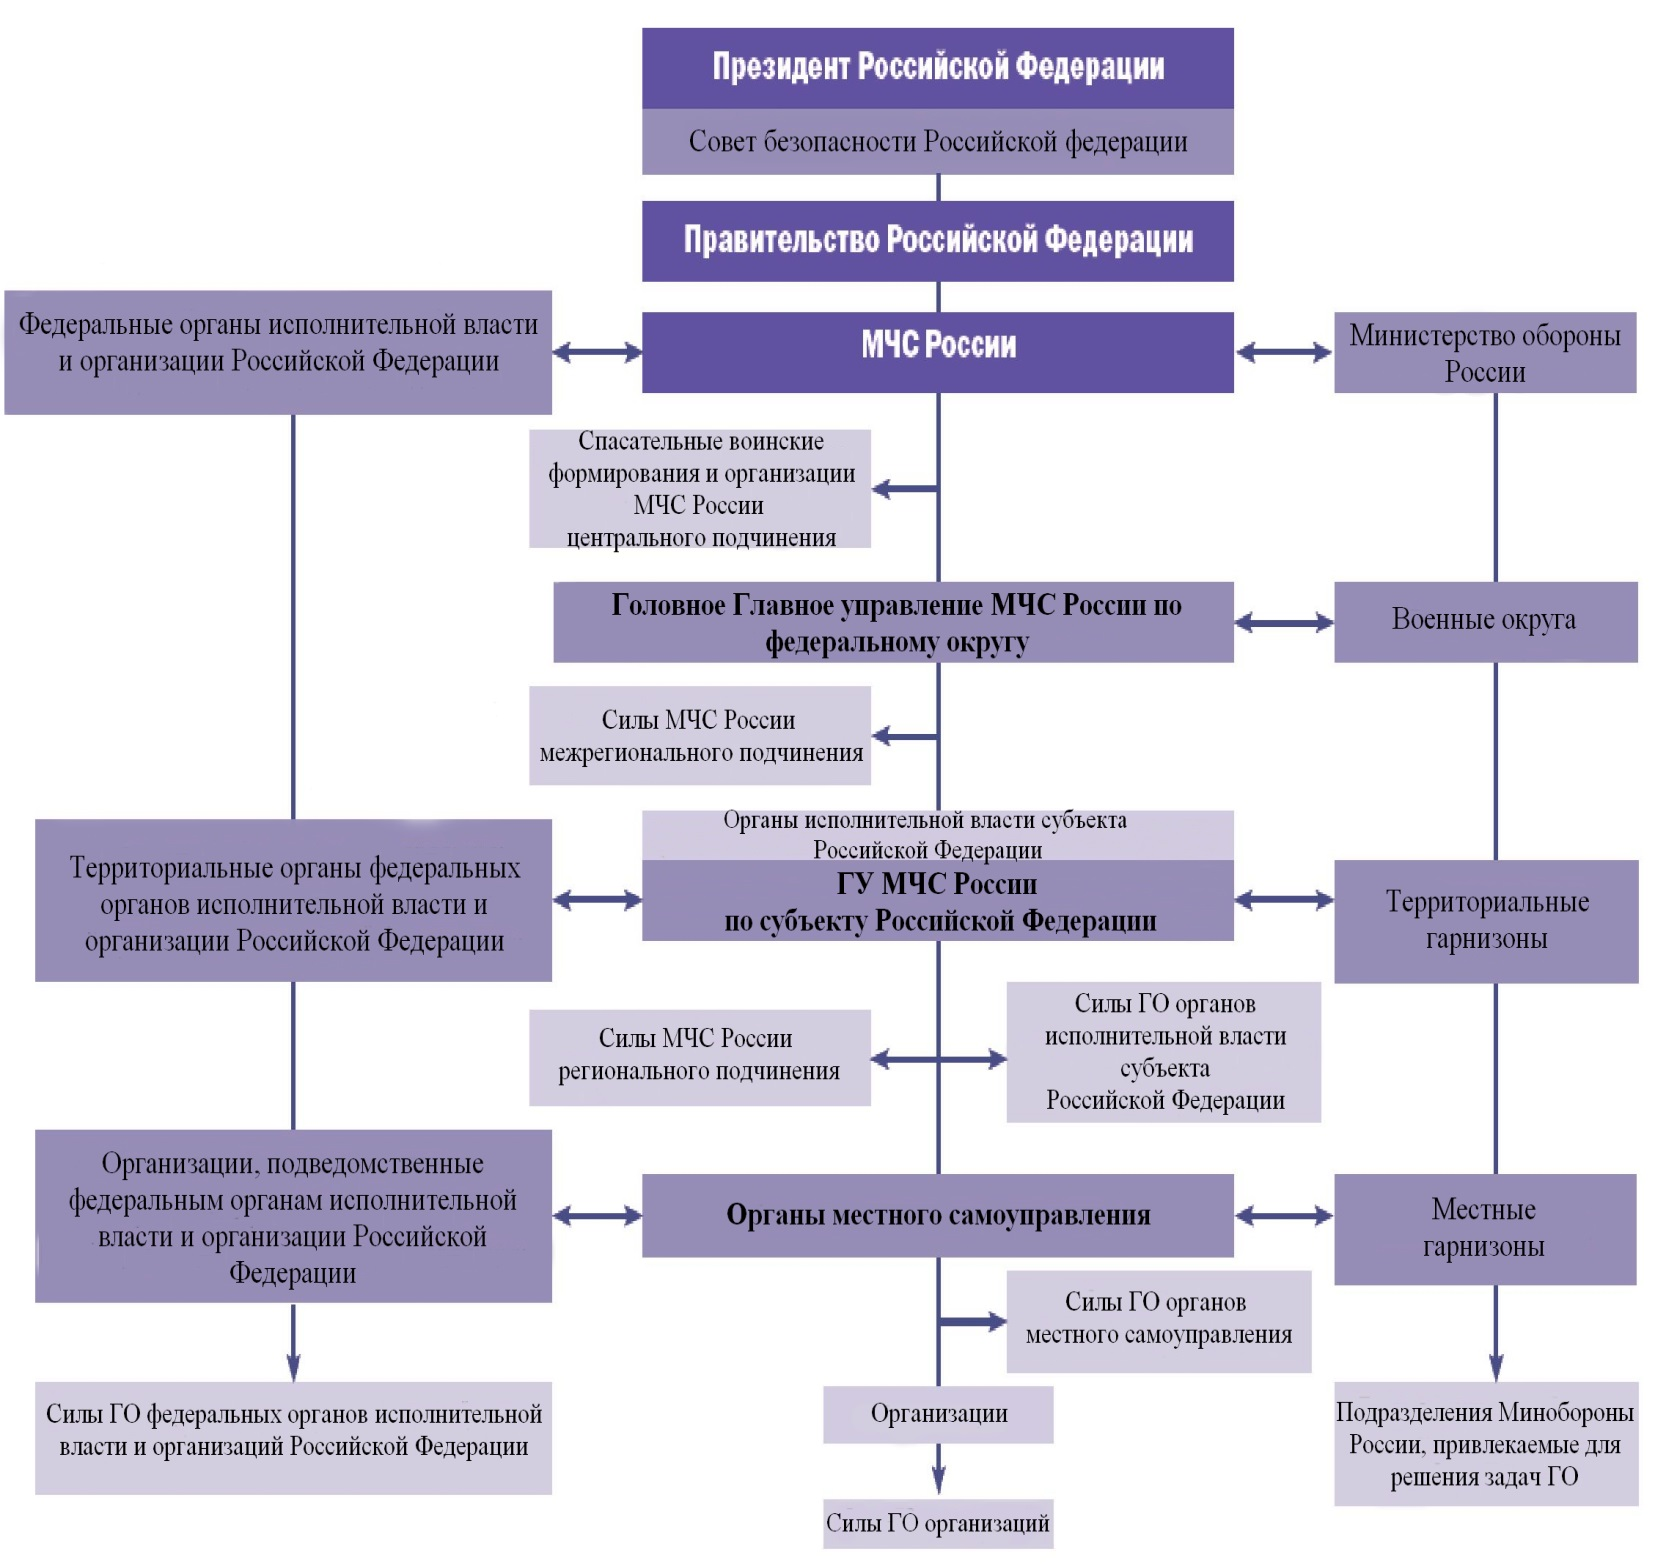 Президент Российской Федерации
Совет безопасности Российской федерации
Правительство Российской Федерации
Федеральные органы исполнительной власти
и организации Российской Федерации
МЧС России
Министерство обороны
России
Спасательные воинские
формирования и организации
МЧС России
центрального подчинения
Головное Главное управление МЧС России по
федеральному округу
Военные округа
Силы МЧС России
межрегионального подчинения
Территориальные органы федеральных
органов исполнительной власти и
организации Российской Федерации
Органы исполнительной власти субъекта
Российской Федерации
ГУ МЧС России
по субъекту Российской Федерации
Территориальные
гарнизоны
Силы МЧС России
регионального подчинения
Силы ГО органов
исполнительной власти
субъекта
Российской Федерации
Организации, подведомственные
федеральным органам исполнительной
власти и организации Российской
Федерации
Органы местного самоуправления
Местные
гарнизоны
Силы ГО органов
местного самоуправления
Силы ГО федеральных органов исполнительной
власти и организаций Российской Федерации
Организации
Подразделения Минобороны
России, привлекаемые для
решения задач ГО
Силы ГО организаций